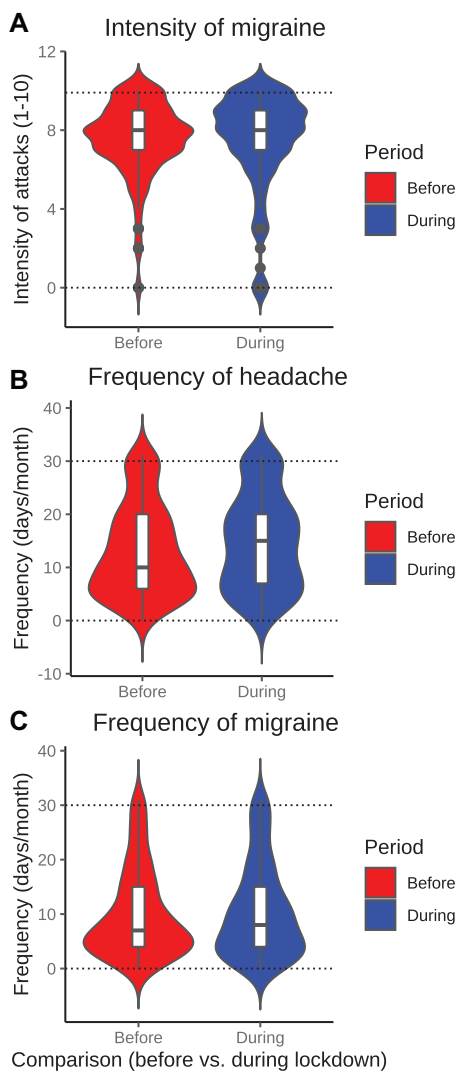 A
Intensity of migraine
Intensity of attacks (1-10)
12
8
4
0
Before
During
Period
Before
During
B
Frequency of headache
Frequency (days/month)
40
30
20
10
0
-10
Before
During
Period
Before
During
C
Frequency of migraine
Frequency (days/month)
40
30
20
10
0
Before
During
Period
Before
During
Comparison (before vs. during lockdown)